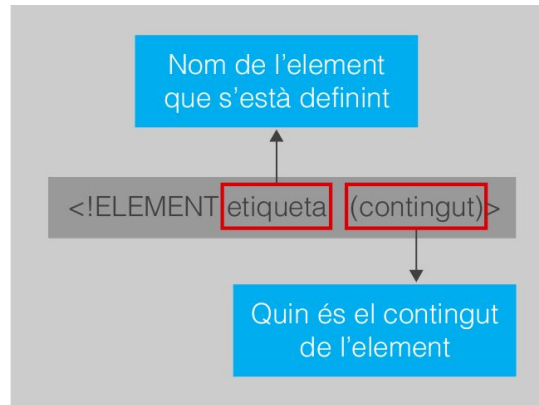 Nom de l’element
que s’està definint
<!ELEMENT etiqueta (contingut)>
Quin és el contingut
de l’element